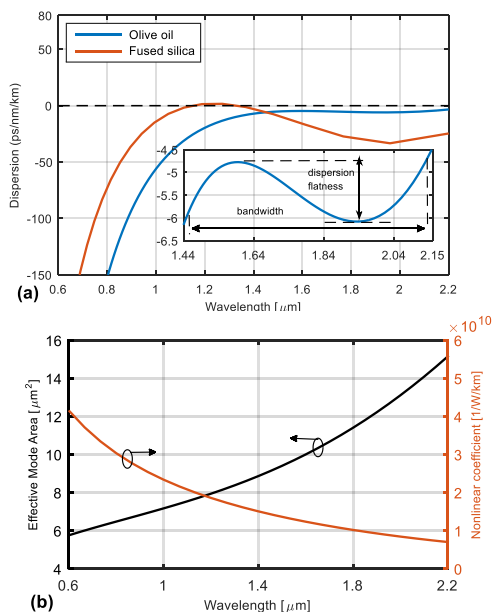 80
50
0
-50
-100
-150
Dispersion (ps/nm/km)
Olive oil
Fused silica
-4.5
-5
-5.5
-6
-6.5
dispersion
flatness
bandwidth
1.44 1.64 1.84 2.04 2.15
0.6 0.8 1 1.2 1.4 1.6 1.8 2 2.2
(a)
Wavelength [ μm]
16
14
12
10
8
6
4
Effective Mode Area [ μm²]
×10¹⁰
6
5
4
3
2
1
0
Nonlinear coefficient [1/W/km]
0.6 1 1.4 1.8 2.2
(b)
Wavelength [ μm]